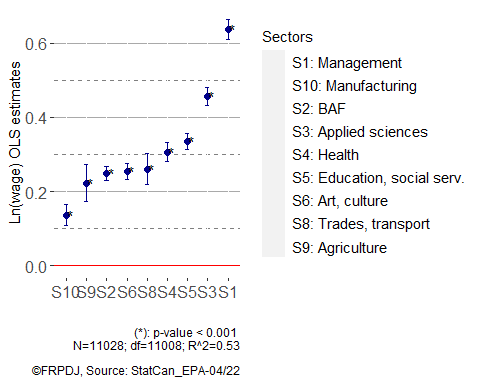 Ln(wage) OLS estimates
0.6
0.4
0.2
0.0
* * * * * * * * *
S10 S9 S2 S6 S8 S4 S5 S3 S1
Sectors
S1: Management
S10: Manufacturing
S2: BAF
S3: Applied sciences
S4: Health
S5: Education, social serv.
S6: Art, culture
S8: Trades, transport
S9: Agriculture
(*): p-value < 0.001
N=11028; df=11008; R^2=0.53
©FRPDJ, Source: StatCan_EPA-04/22